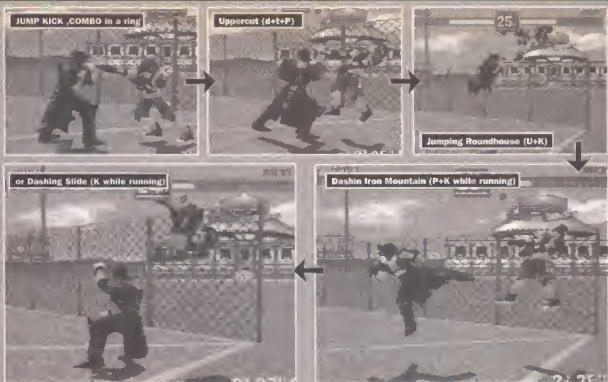 JUMP KICK ,COMBO in a ring
Uppercut (d+t+P)
25
Jumping Roundhouse (U+K)
Dashin Iron Mountain (P+K while running)
or Dashing Slide (K while running)